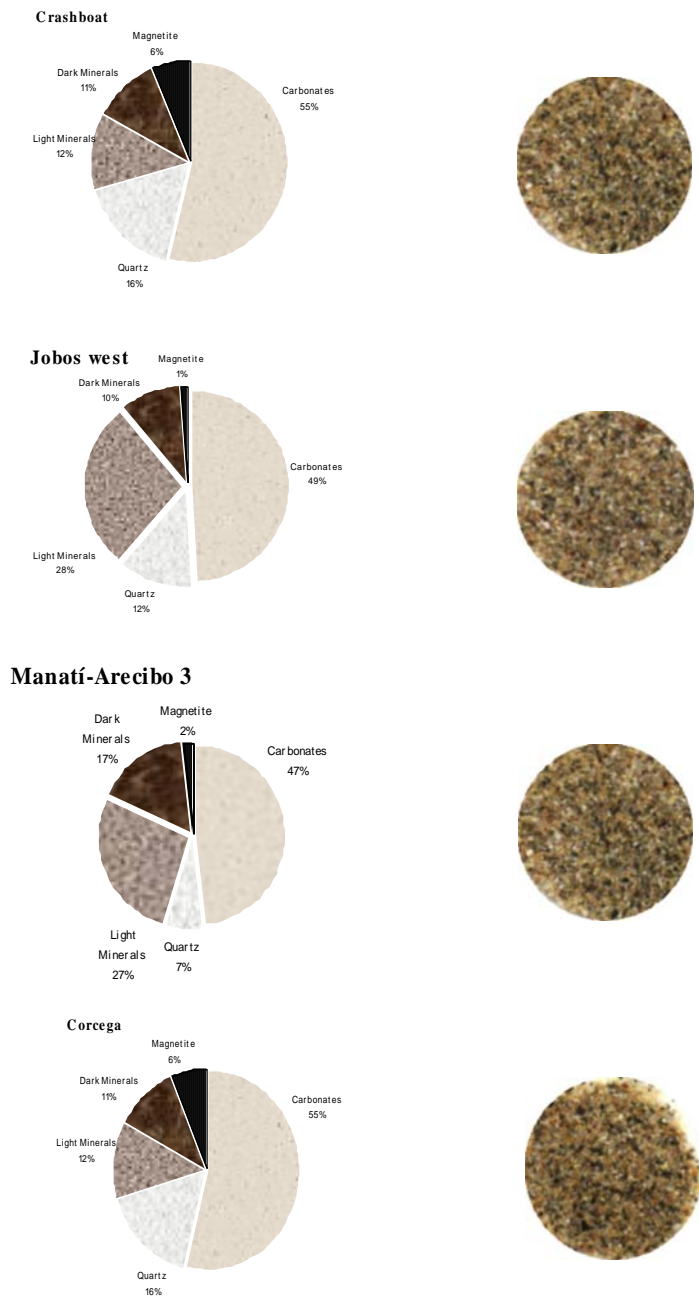 Crashboat
Magnetite
6%
Dark Minerals
11%
Carbonates
55%
Light Minerals
12%
Quartz
16%
Jobos west
Magnetite
1%
Dark Minerals
10%
Carbonates
49%
Light Minerals
28%
Quartz
12%
Manatí-Arecibo 3
Magnetite
2%
Dark
Minerals
17%
Carbonates
47%
Light
Minerals
27%
Quartz
7%
Corcega
Magnetite
6%
Dark Minerals
11%
Carbonates
55%
Light Minerals
12%
Quartz
16%